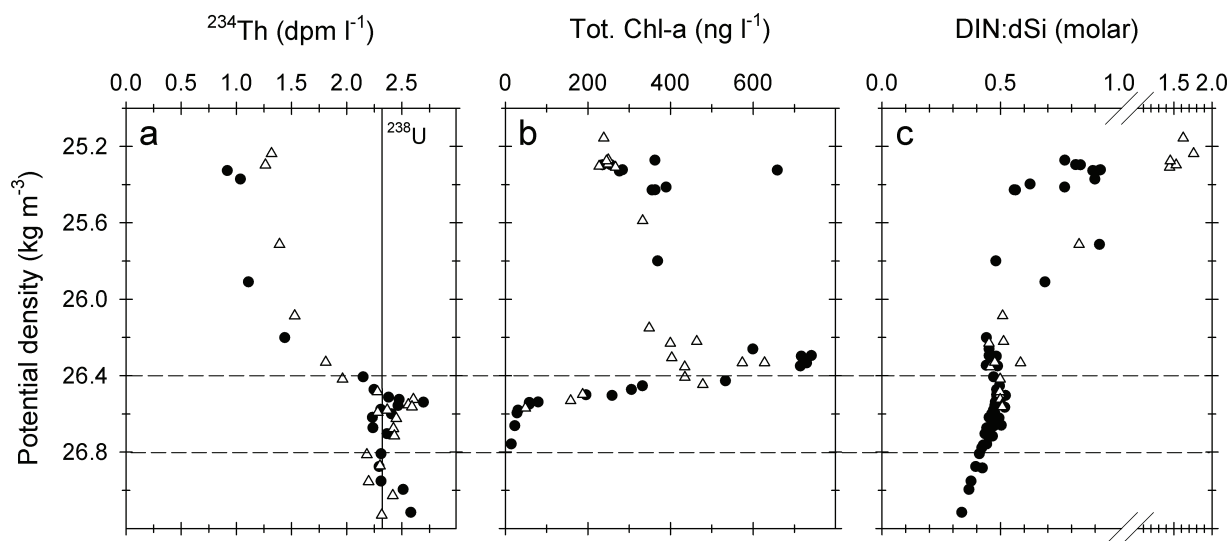 ²³⁴Th (dpm l⁻¹)
Tot. Chl-a (ng l⁻¹)
DIN:dSi (molar)
0.0 0.5 1.0 1.5 2.0 2.5
0 200 400 600
0.0 0.5 1.0 1.5 2.0
a
²³⁸U
b
c
25.2
25.6
26.0
26.4
26.8
Potential density (kg m⁻³)